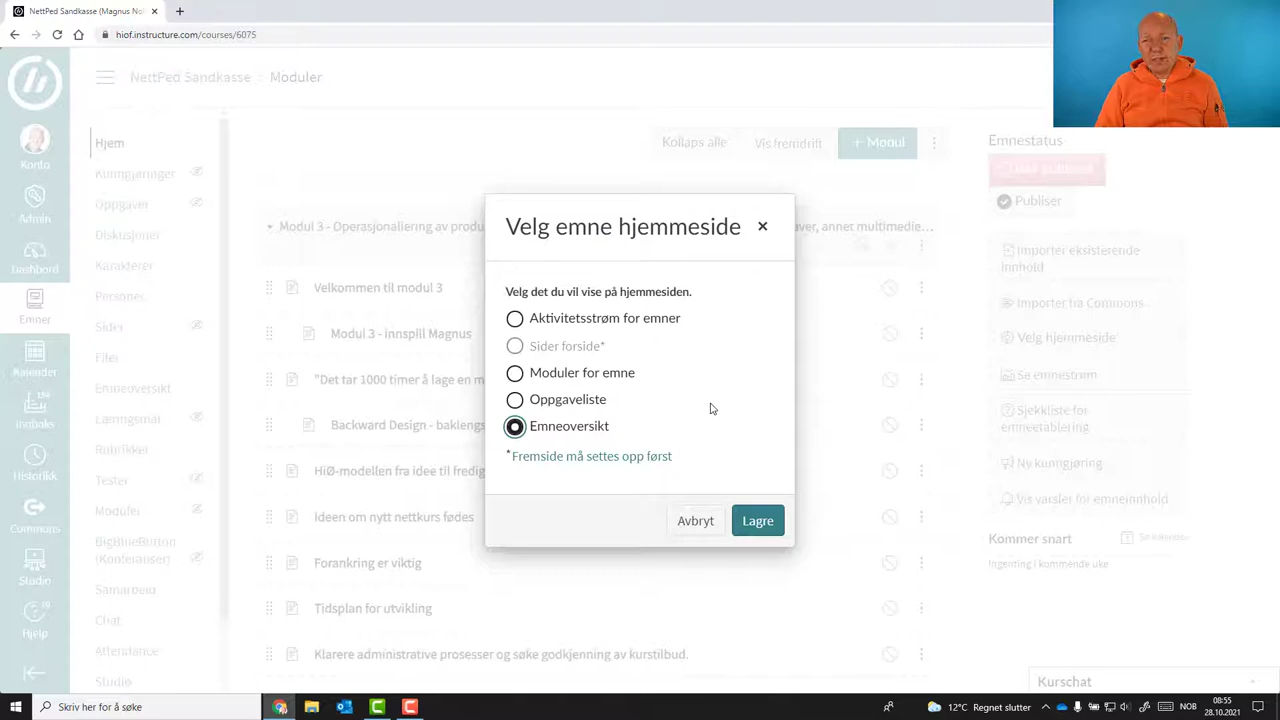 NettPed Sandkasse (Magnus Nol
hiof.instructure.com/courses/6075
NettPed Sandkasse
Moduler
Konto
Admin
Dashbord
Emner
Kalender
Innboks
Historikk
Commons
Studio
Hjelp
Hjem
Kunngjøringer
Oppgaver
Diskusjoner
Karakterer
Personer
Sider
Filer
Emneoversikt
Læringsmål
Rubrikker
Tester
Moduler
BigBlueButton
(Konferanser)
Samarbeid
Chat
Attendance
Studio
Kollaps alle
Vis fremdrift
+ Modul
Modul 3 - Operasjonaliering av produ
aver, annet multimedie...
Velkommen til modul 3
Modul 3 - innspill Magnus
"Det tar 1000 timer å lage en m
Backward Design - baklengs
HiØ-modellen fra idee til fredig
Ideen om nytt nettkurs fødes
Forankring er viktig
Tidsplan for utvikling
Klarere administrative prosesser og søke godkjenning av kurstilbud.
Velg emne hjemmeside
Velg det du vil vise på hjemmesiden.
Aktivitetsstrøm for emner
Sider forside*
Moduler for emne
Oppgaveliste
Emneoversikt
*Fremside må settes opp først
Avbryt
Lagre
Emnestatus
Publiser
Importer eksisterende
innhold
Importer fra Commons
Velg hjemmeside
Se emnestrøm
Sjekkliste for
emneetablering
Ny kunngjøring
Vis varsler for emneinnhold
Kommer snart
Se kalender
Ingenting i kommende uke
Kurschat
Skriv her for å søke
12°C Regnet slutter
NOB
08:55
28.10.2021